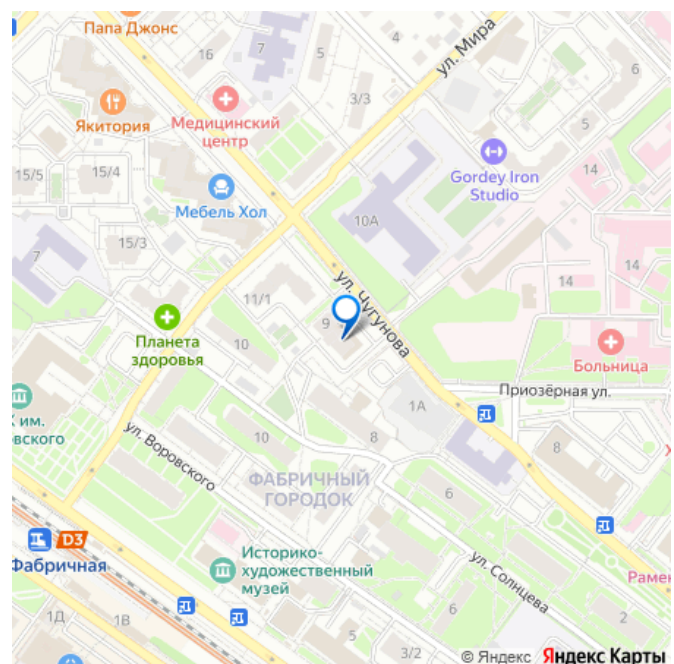 Папа Джонс
16
7
5
4
ул. Мира
6
3/3
Якитория
Медицинский
центр
5
Gordey Iron
Studio
14
15/5
15/4
Мебель Хол
10А
7
15/3
14
14
ул. Чугунова
11/1
9
Планета
здоровья
10
Больница
Приозёрная ул.
1А
им.
ул. Воровского
10
8
8
ФАБРИЧНЫЙ
ГОРОДОК
6
D3
Фабричная
Историко-
художественный
музей
ул. Солнцева
Рамен
1Д
1В
6
2
5
3/2
© Яндекс Яндекс Карты